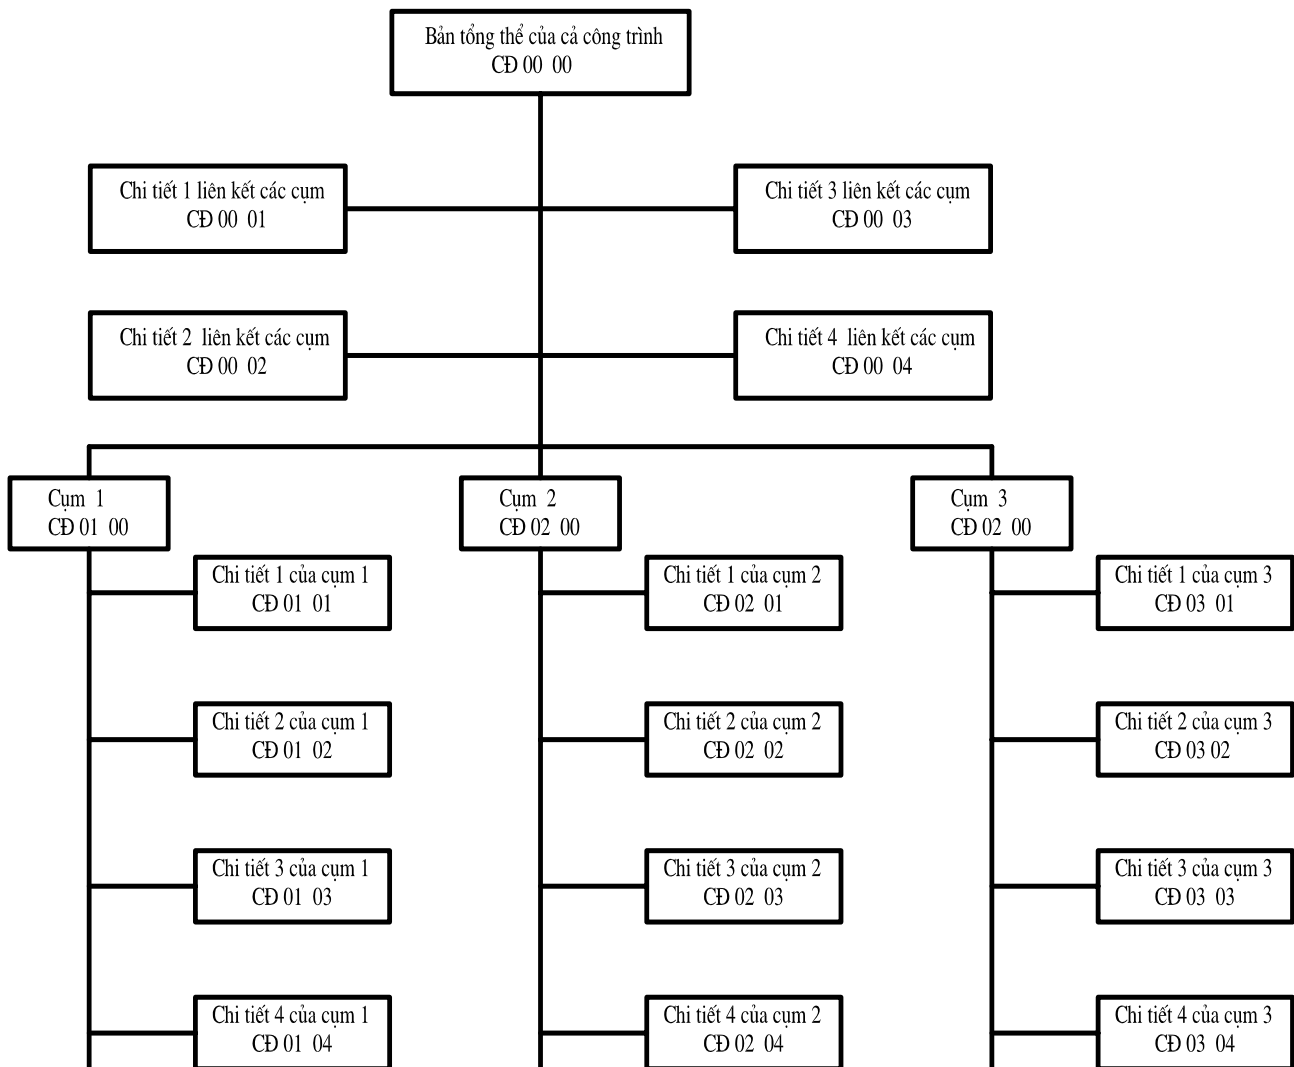 Bản tổng thể của cả công trình
CĐ 00 00
Chi tiết 1 liên kết các cụm
CĐ 00 01
Chi tiết 3 liên kết các cụm
CĐ 00 03
Chi tiết 2 liên kết các cụm
CĐ 00 02
Chi tiết 4 liên kết các cụm
CĐ 00 04
Cụm 1
CĐ 01 00
Cụm 2
CĐ 02 00
Cụm 3
CĐ 02 00
Chi tiết 1 của cụm 1
CĐ 01 01
Chi tiết 1 của cụm 2
CĐ 02 01
Chi tiết 1 của cụm 3
CĐ 03 01
Chi tiết 2 của cụm 1
CĐ 01 02
Chi tiết 2 của cụm 2
CĐ 02 02
Chi tiết 2 của cụm 3
CĐ 03 02
Chi tiết 3 của cụm 1
CĐ 01 03
Chi tiết 3 của cụm 2
CĐ 02 03
Chi tiết 3 của cụm 3
CĐ 03 03
Chi tiết 4 của cụm 1
CĐ 01 04
Chi tiết 4 của cụm 2
CĐ 02 04
Chi tiết 4 của cụm 3
CĐ 03 04